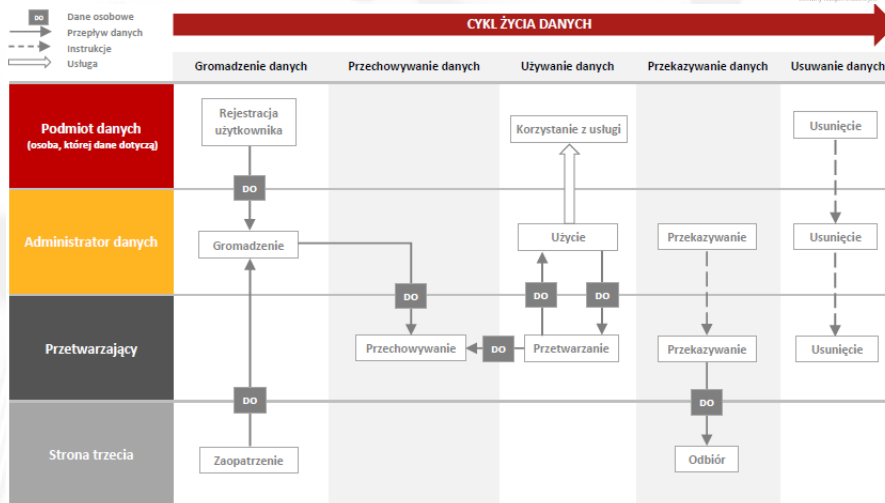 DO Dane osobowe
Przepływ danych
Instrukcje
Usługa
CYKL ŻYCIA DANYCH
Gromadzenie danych Przechowywanie danych Używanie danych Przekazywanie danych Usuwanie danych
Podmiot danych
(osoba, której dane dotyczą)
Rejestracja
użytkownika
Korzystanie z usługi
Usunięcie
DO
Administrator danych
Gromadzenie
Użycie
Przekazywanie
Usunięcie
DO
DO
DO
Przetwarzający
Przechowywanie
DO
Przetwarzanie
Przekazywanie
Usunięcie
DO
DO
Strona trzecia
Zaopatrzenie
Odbiór